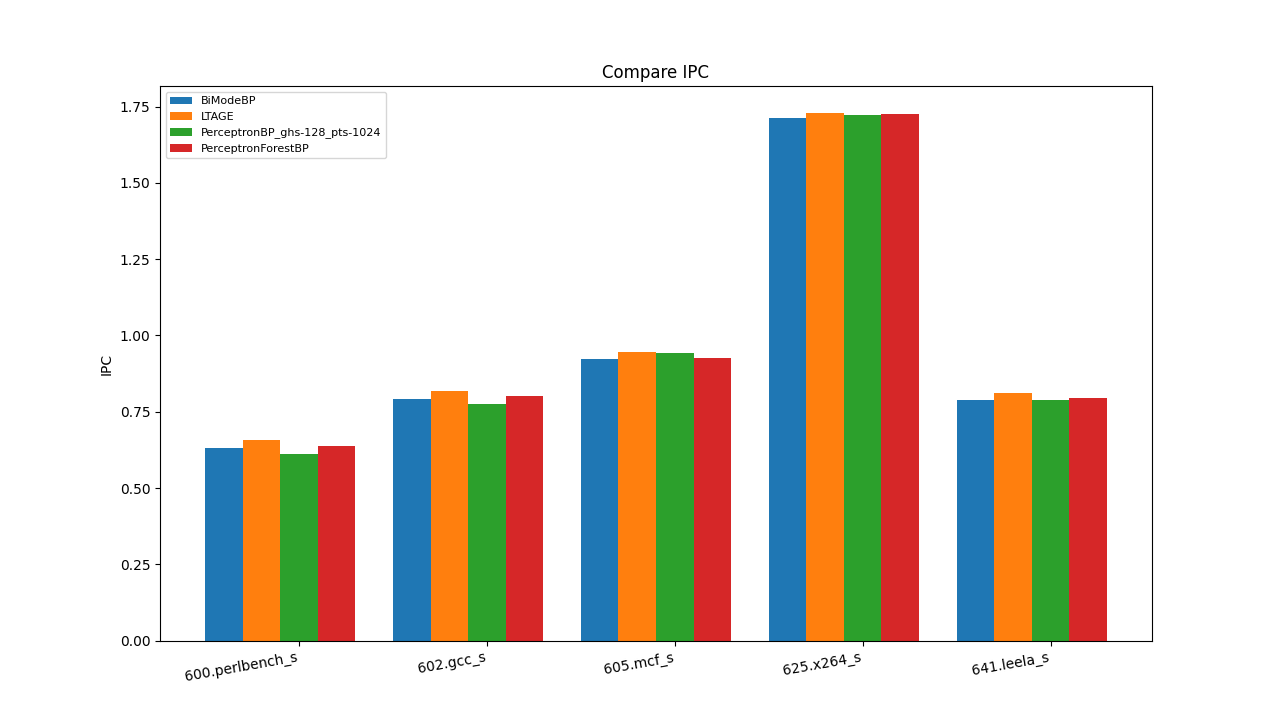 Compare IPC
BiModeBP
LTAGE
PerceptronBP_ghs-128_pts-1024
PerceptronForestBP
1.75
1.50
1.25
1.00
0.75
0.50
0.25
0.00
IPC
600.perlbench_s
602.gcc_s
605.mcf_s
625.x264_s
641.leela_s